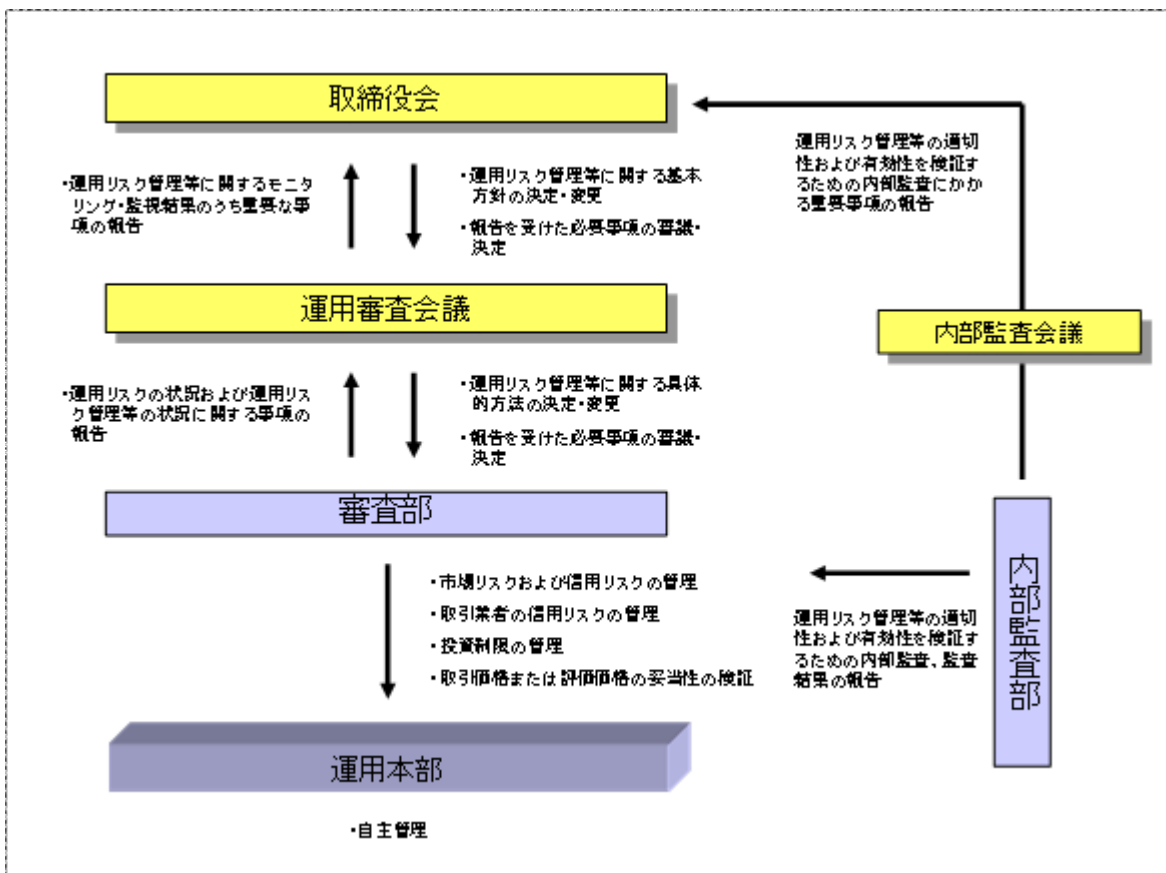 取締役会
・運用リスク管理等に関するモニタ
リング・監視結果のうち重要な事
項の報告
・運用リスク管理等に関する基本
方針の決定・変更
・報告を受けた必要事項の審議・
決定
運用リスク管理等の適切
性および有効性を検証す
るための内部監査にかか
る重要事項の報告
運用審査会議
内部監査会議
・運用リスクの状況および運用リス
ク管理等の状況に関する事項の
報告
・運用リスク管理等に関する具体
的方法の決定・変更
・報告を受けた必要事項の審議・
決定
審査部
・市場リスクおよび信用リスクの管理
・取引業者の信用リスクの管理
・投資制限の管理
・取引価格または評価価格の妥当性の検証
運用リスク管理等の適切
性および有効性を検証す
るための内部監査、監査
結果の報告
内部監査部
運用本部
・自主管理